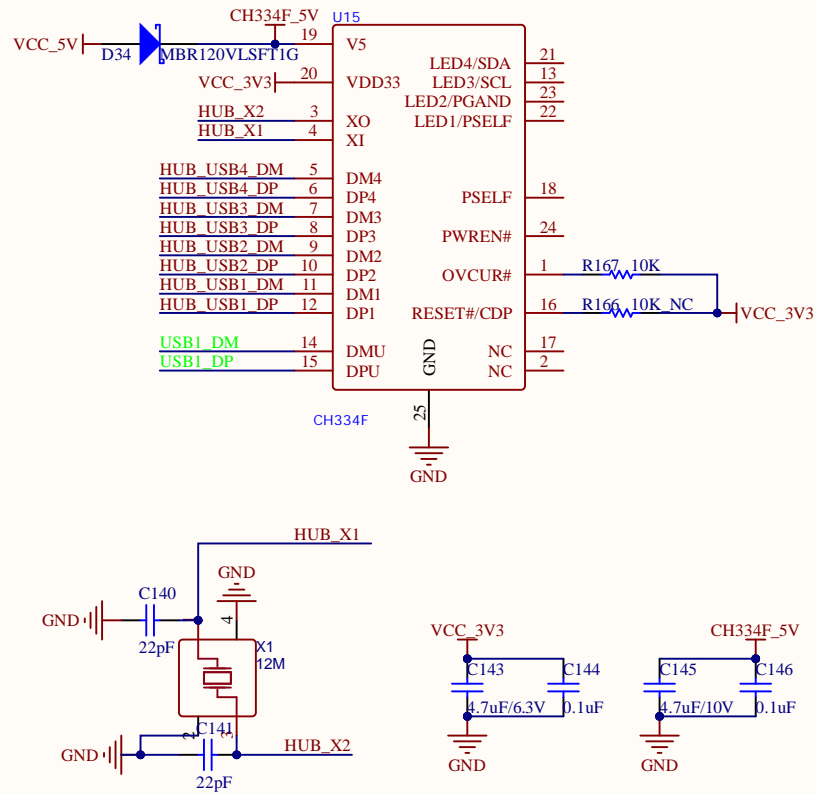 CH334F_5V
U15
VCC_5V
D34
MBR120VLSFT1G
19
V5
VCC_3V3
20
VDD33
HUB_X2
3
XO
HUB_X1
4
XI
HUB_USB4_DM
5
DM4
HUB_USB4_DP
6
DP4
HUB_USB3_DM
7
DM3
HUB_USB3_DP
8
DP3
HUB_USB2_DM
9
DM2
HUB_USB2_DP
10
DP2
HUB_USB1_DM
11
DM1
HUB_USB1_DP
12
DP1
USB1_DM
14
DMU
USB1_DP
15
DPU
LED4/SDA
21
LED3/SCL
13
LED2/PGAND
23
LED1/PSELF
22
PSELF
18
PWREN#
24
OVCUR#
1
R167
10K
RESET#/CDP
16
R166
10K_NC
VCC_3V3
NC
17
NC
2
GND
25
CH334F
GND
HUB_X1
GND
C140
GND
22pF
4
X1
12M
2
C141
3
GND
HUB_X2
22pF
VCC_3V3
C143
C144
4.7uF/6.3V
0.1uF
GND
CH334F_5V
C145
C146
4.7uF/10V
0.1uF
GND